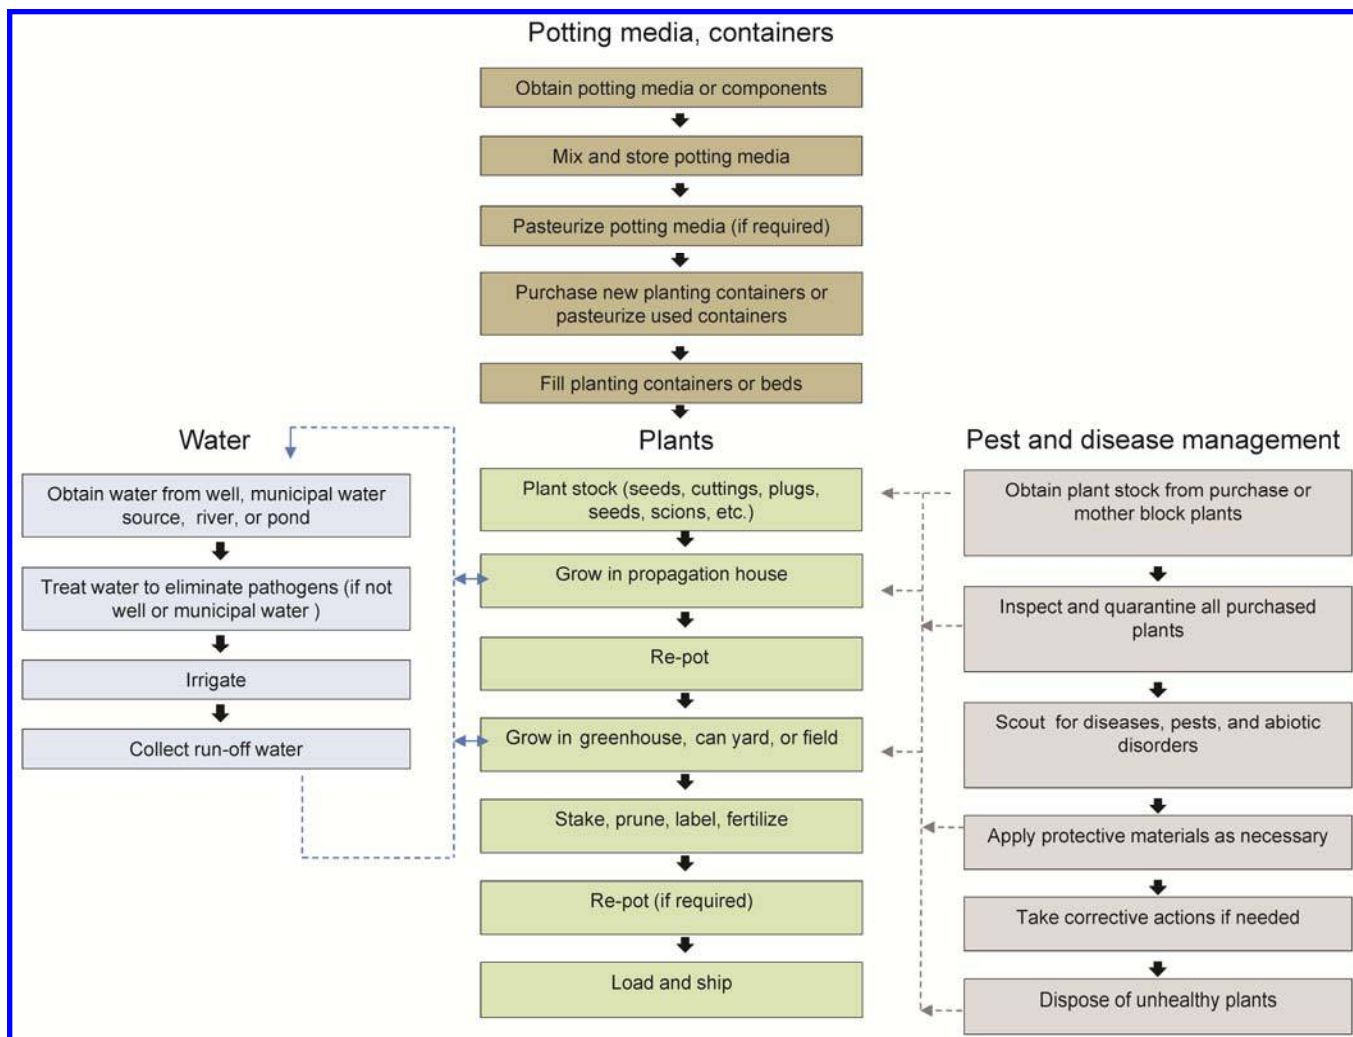 Potting media, containers
Obtain potting media or components
Mix and store potting media
Pasteurize potting media (if required)
Purchase new planting containers or
pasteurize used containers
Fill planting containers or beds
Water
Obtain water from well, municipal water
source, river, or pond
Treat water to eliminate pathogens (if not
well or municipal water )
Irrigate
Collect run-off water
Plants
Plant stock (seeds, cuttings, plugs,
seeds, scions, etc.)
Grow in propagation house
Re-pot
Grow in greenhouse, can yard, or field
Stake, prune, label, fertilize
Re-pot (if required)
Load and ship
Pest and disease management
Obtain plant stock from purchase or
mother block plants
Inspect and quarantine all purchased
plants
Scout for diseases, pests, and abiotic
disorders
Apply protective materials as necessary
Take corrective actions if needed
Dispose of unhealthy plants